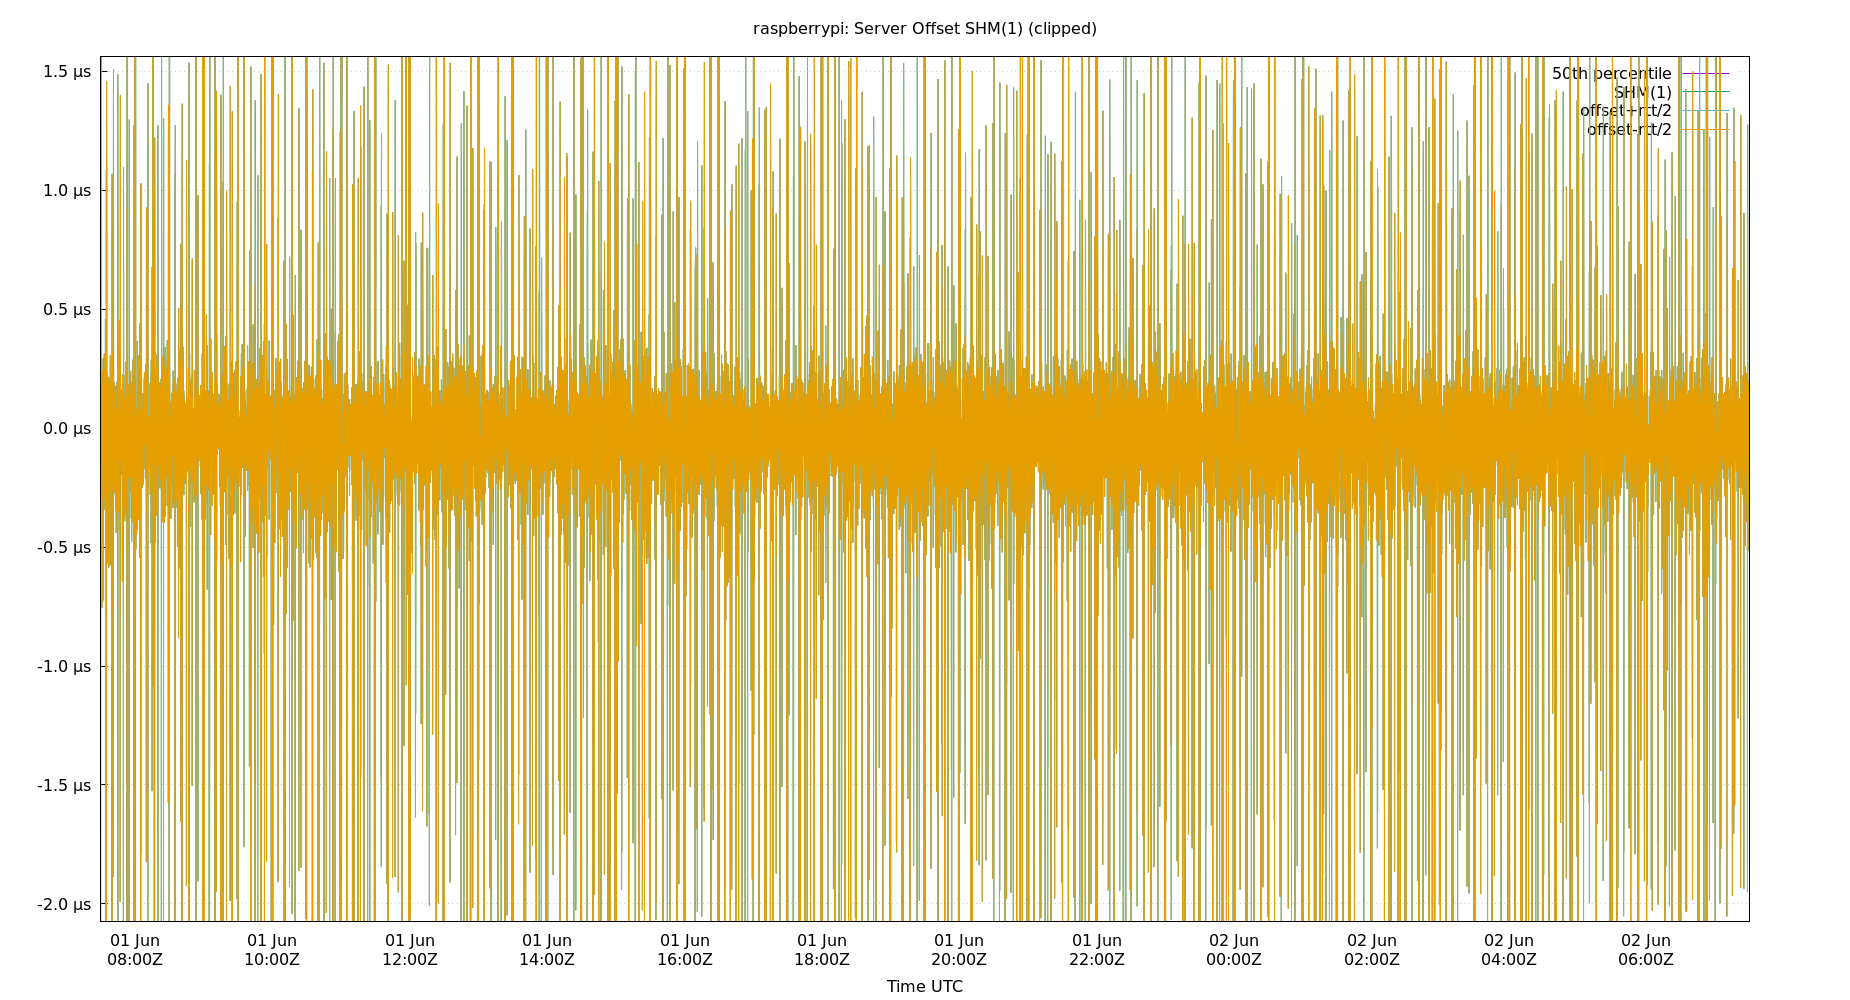 raspberrypi: Server Offset SHM(1) (clipped)
1.5 µs
1.0 µs
0.5 µs
0.0 µs
-0.5 µs
-1.0 µs
-1.5 µs
-2.0 µs
50th percentile
SHM(1)
offset+rtt/2
offset-rtt/2
01 Jun 01 Jun 01 Jun 01 Jun 01 Jun 01 Jun 01 Jun 01 Jun 02 Jun 02 Jun 02 Jun 02 Jun
08:00Z 10:00Z 12:00Z 14:00Z 16:00Z 18:00Z 20:00Z 22:00Z 00:00Z 02:00Z 04:00Z 06:00Z
Time UTC